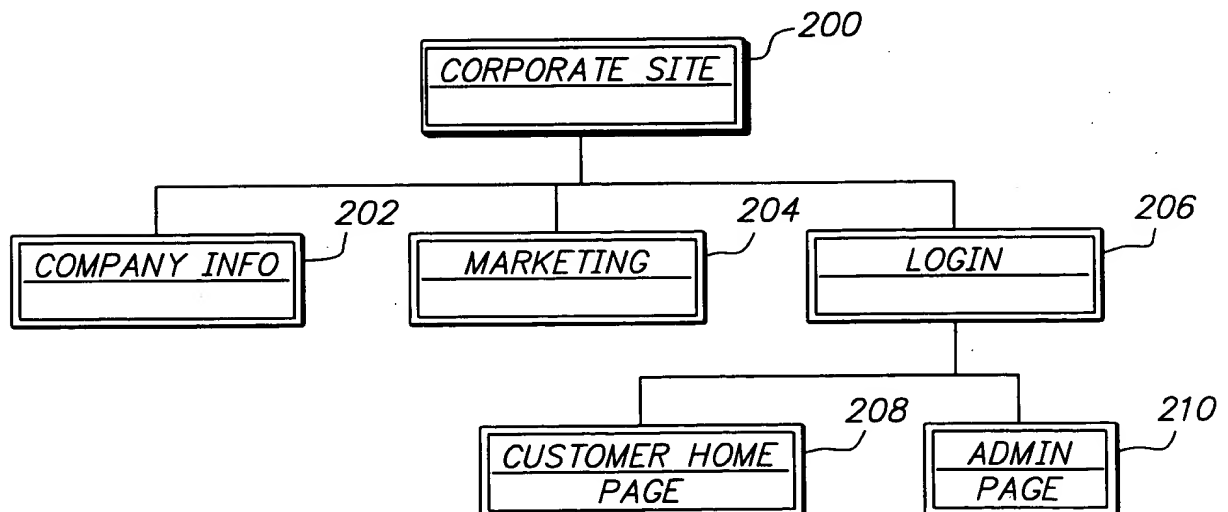 200
CORPORATE SITE
202
204
206
COMPANY INFO
MARKETING
LOGIN
208
210
CUSTOMER HOME
PAGE
ADMIN
PAGE